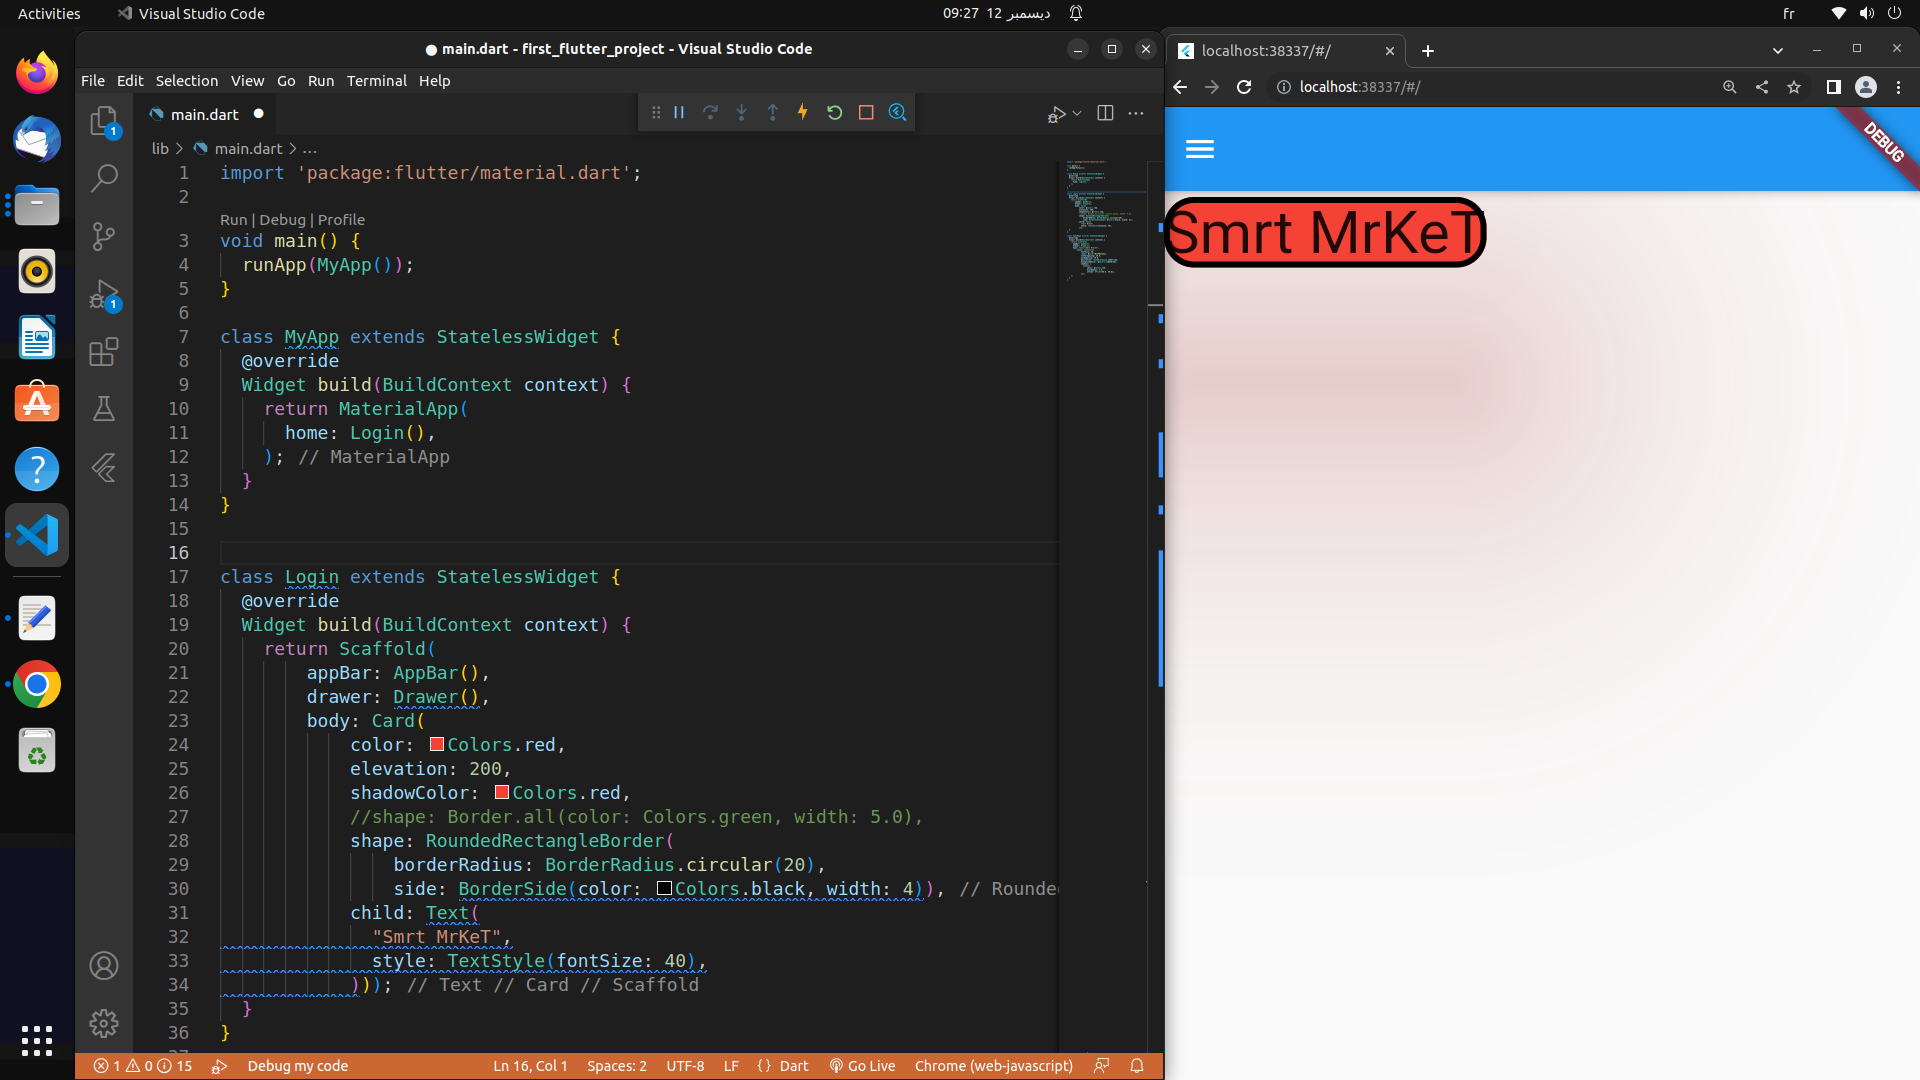 Activities
Visual Studio Code
09:27 12 ديسمبر
fr
main.dart - first_flutter_project - Visual Studio Code
File Edit Selection View Go Run Terminal Help
main.dart
lib > main.dart > ...
1 import 'package:flutter/material.dart';
2
Run | Debug | Profile
3 void main() {
4 runApp(MyApp());
5 }
6
7 class MyApp extends StatelessWidget {
8 @override
9 Widget build(BuildContext context) {
10 return MaterialApp(
11 home: Login(),
12 ); // MaterialApp
13 }
14 }
15
16
17 class Login extends StatelessWidget {
18 @override
19 Widget build(BuildContext context) {
20 return Scaffold(
21 appBar: AppBar(),
22 drawer: Drawer(),
23 body: Card(
24 color: Colors.red,
25 elevation: 200,
26 shadowColor: Colors.red,
27 //shape: Border.all(color: Colors.green, width: 5.0),
28 shape: RoundedRectangleBorder(
29 borderRadius: BorderRadius.circular(20),
30 side: BorderSide(color: Colors.black, width: 4)), // Rounde
31 child: Text(
32 "Smrt MrKeT",
33 style: TextStyle(fontSize: 40),
34 ))); // Text // Card // Scaffold
35 }
36 }
1
1
1 0 15
Debug my code
Ln 16, Col 1
Spaces: 2
UTF-8
LF
{ } Dart
Go Live
Chrome (web-javascript)
localhost:38337/#/
localhost:38337/#/
DEBUG
Smrt MrKeT